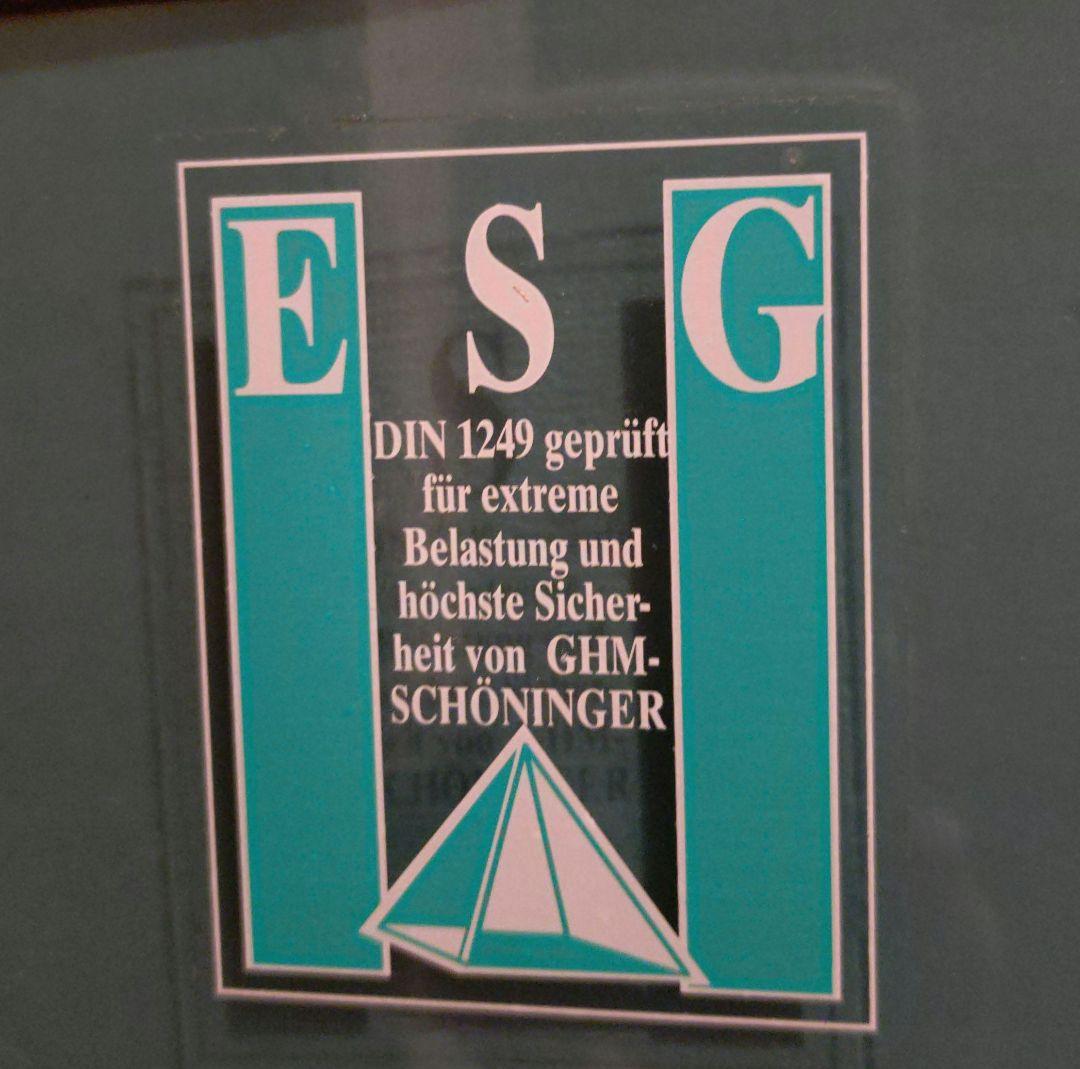 E S G
DIN 1249 geprüft
für extreme
Belastung und
höchste Sicher-
heit von GHM-
SCHÖNINGER